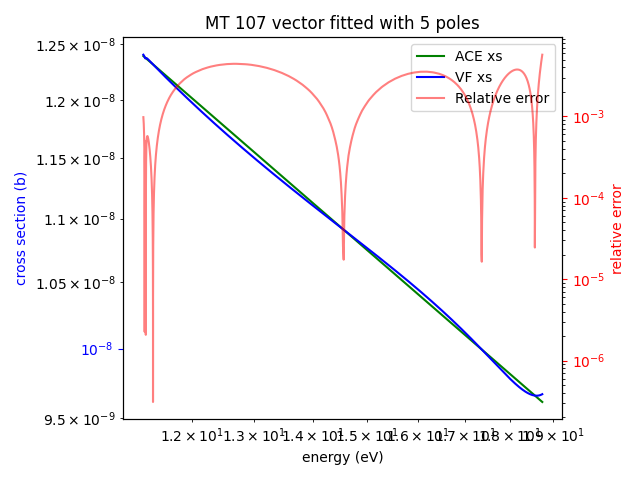 MT 107 vector fitted with 5 poles
ACE xs
VF xs
Relative error
1.25 × 10⁻⁸
1.2 × 10⁻⁸
1.15 × 10⁻⁸
1.1 × 10⁻⁸
1.05 × 10⁻⁸
10⁻⁸
9.5 × 10⁻⁹
cross section (b)
10⁻³
10⁻⁴
10⁻⁵
10⁻⁶
relative error
1.2 × 10¹ 1.3 × 10¹ 1.4 × 10¹ 1.5 × 10¹ 1.6 × 10¹ 1.7 × 10¹ 1.8 × 10¹ 1.9 × 10¹
energy (eV)